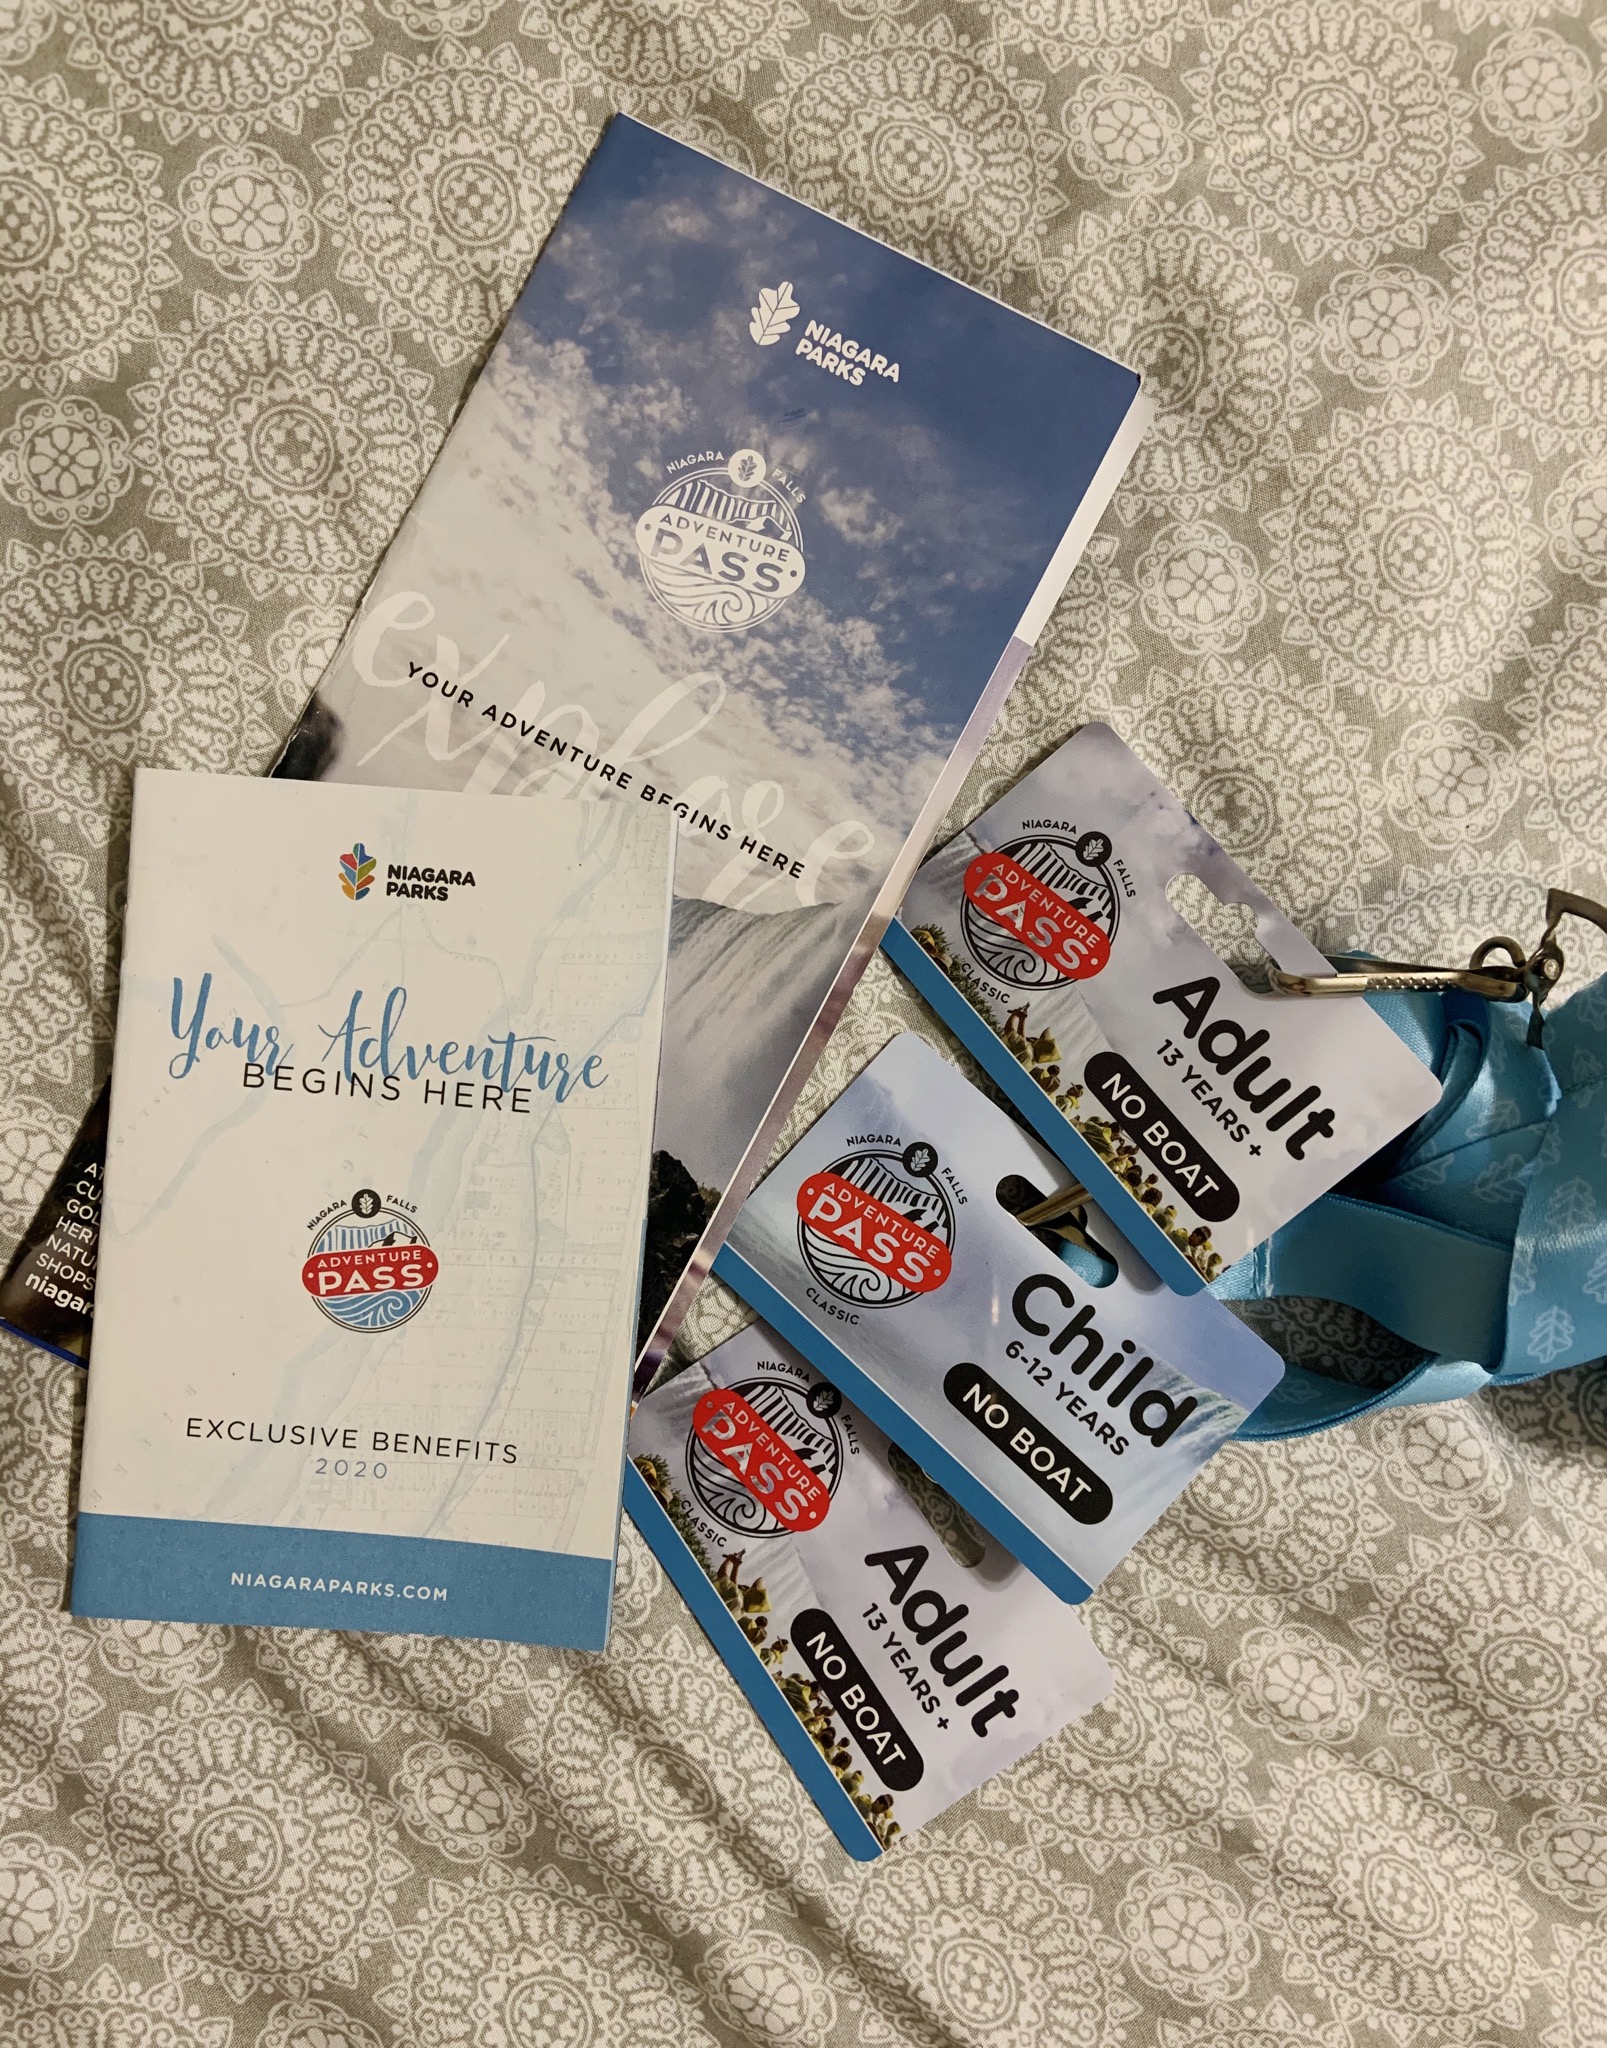 NIAGARA
PARKS
NIAGARA FALLS
ADVENTURE
PASS
explore
YOUR ADVENTURE BEGINS HERE
NIAGARA
PARKS
Your Adventure
BEGINS HERE
NIAGARA FALLS
ADVENTURE
PASS
EXCLUSIVE BENEFITS
2020
NIAGARAPARKS.COM
NIAGARA FALLS
ADVENTURE
PASS
CLASSIC
Adult
13 YEARS +
NO BOAT
NIAGARA FALLS
ADVENTURE
PASS
CLASSIC
Child
6-12 YEARS
NO BOAT
NIAGARA FALLS
ADVENTURE
PASS
CLASSIC
Adult
13 YEARS +
NO BOAT
SHOPS